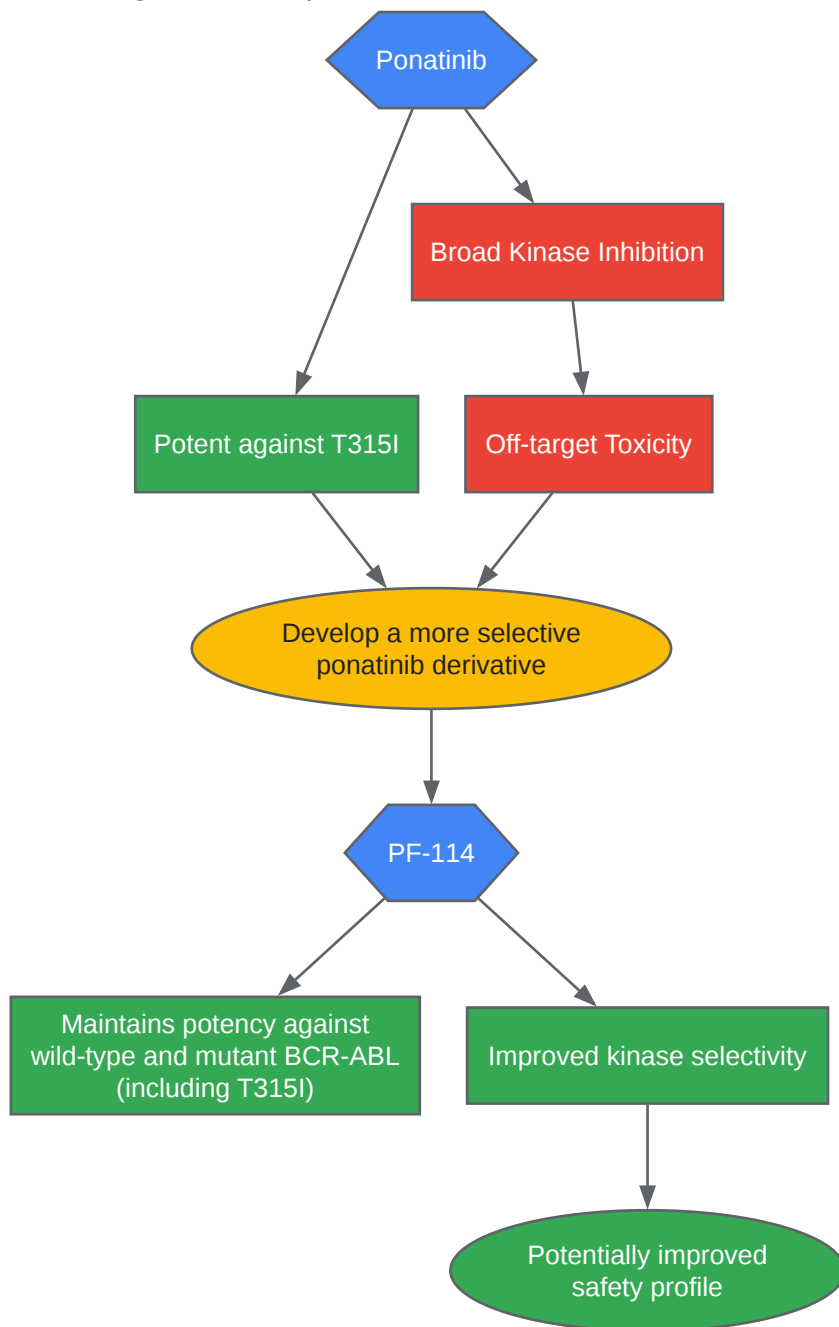 Ponatinib
Broad Kinase Inhibition
Potent against T315I
Off-target Toxicity
Develop a more selective
ponatinib derivative
PF-114
Maintains potency against
wild-type and mutant BCR-ABL
(including T315I)
Improved kinase selectivity
Potentially improved
safety profile